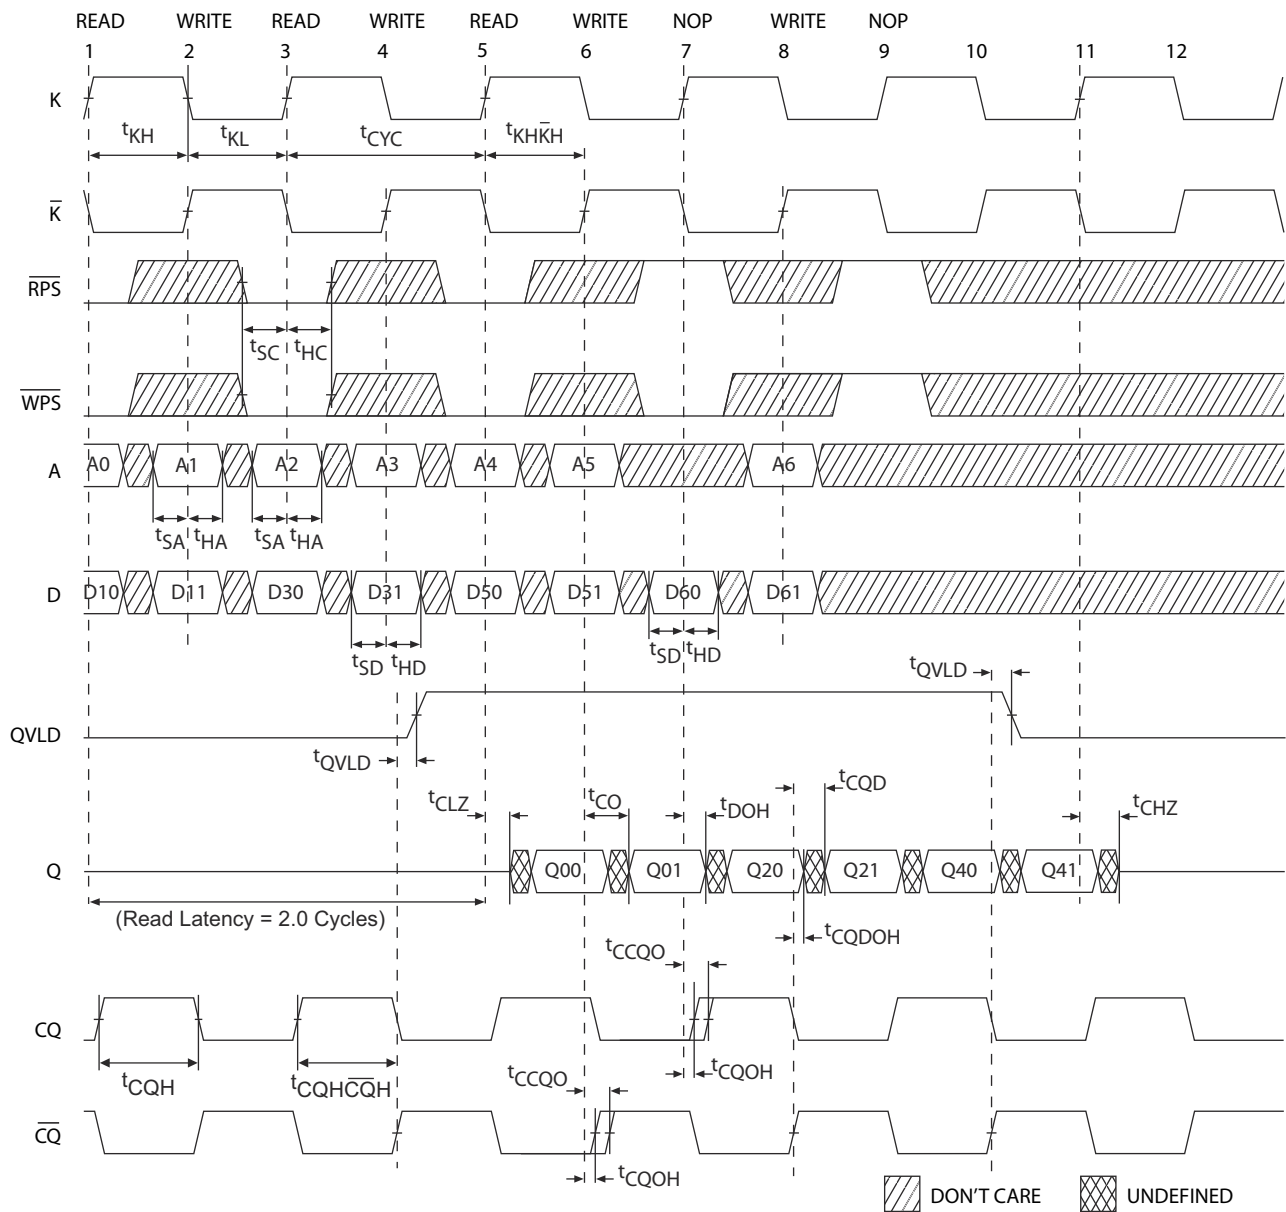 READ WRITE READ WRITE READ WRITE NOP WRITE NOP
1 2 3 4 5 6 7 8 9 10 11 12
K
tKH tKL tCYC tKHK̅H
K̅
R̅P̅S̅
tSC tHC
W̅P̅S̅
A A0 A1 A2 A3 A4 A5 A6
tSA tHA tSA tHA
D D10 D11 D30 D31 D50 D51 D60 D61
tSD tHD tSD tHD
tQVLD
QVLD
tQVLD
tCLZ tCO tDOH tCQD tCHZ
Q Q00 Q01 Q20 Q21 Q40 Q41
(Read Latency = 2.0 Cycles)
tCQDOH
tCCQO
CQ
tCQH tCQHC̅Q̅H tCQOH
tCCQO
C̅Q̅
tCQOH
DON'T CARE UNDEFINED